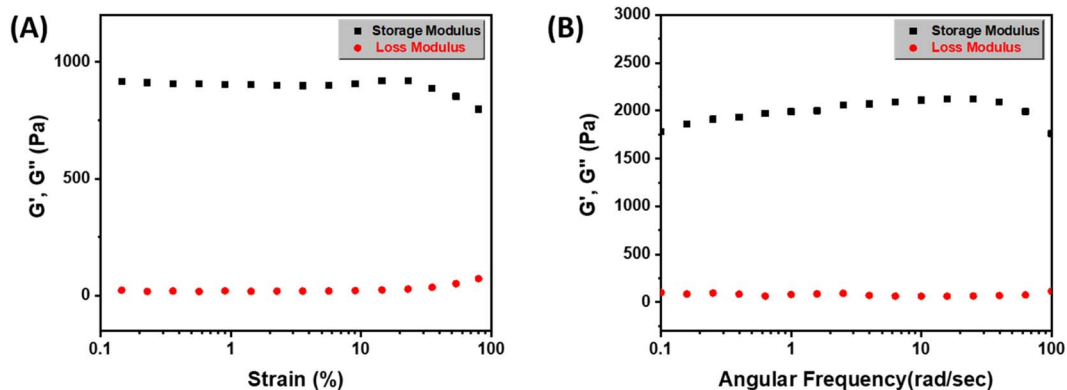 (A)
Storage Modulus
Loss Modulus
G', G'' (Pa)
1000
500
0
0.1 1 10 100
Strain (%)
(B)
Storage Modulus
Loss Modulus
G', G'' (Pa)
3000
2500
2000
1500
1000
500
0
0.1 1 10 100
Angular Frequency(rad/sec)